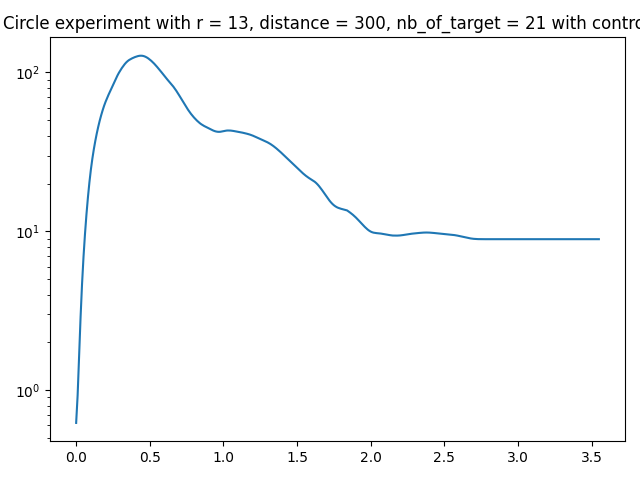 Circle experiment with r = 13, distance = 300, nb_of_target = 21 with contro
10²
10¹
10⁰
0.0 0.5 1.0 1.5 2.0 2.5 3.0 3.5